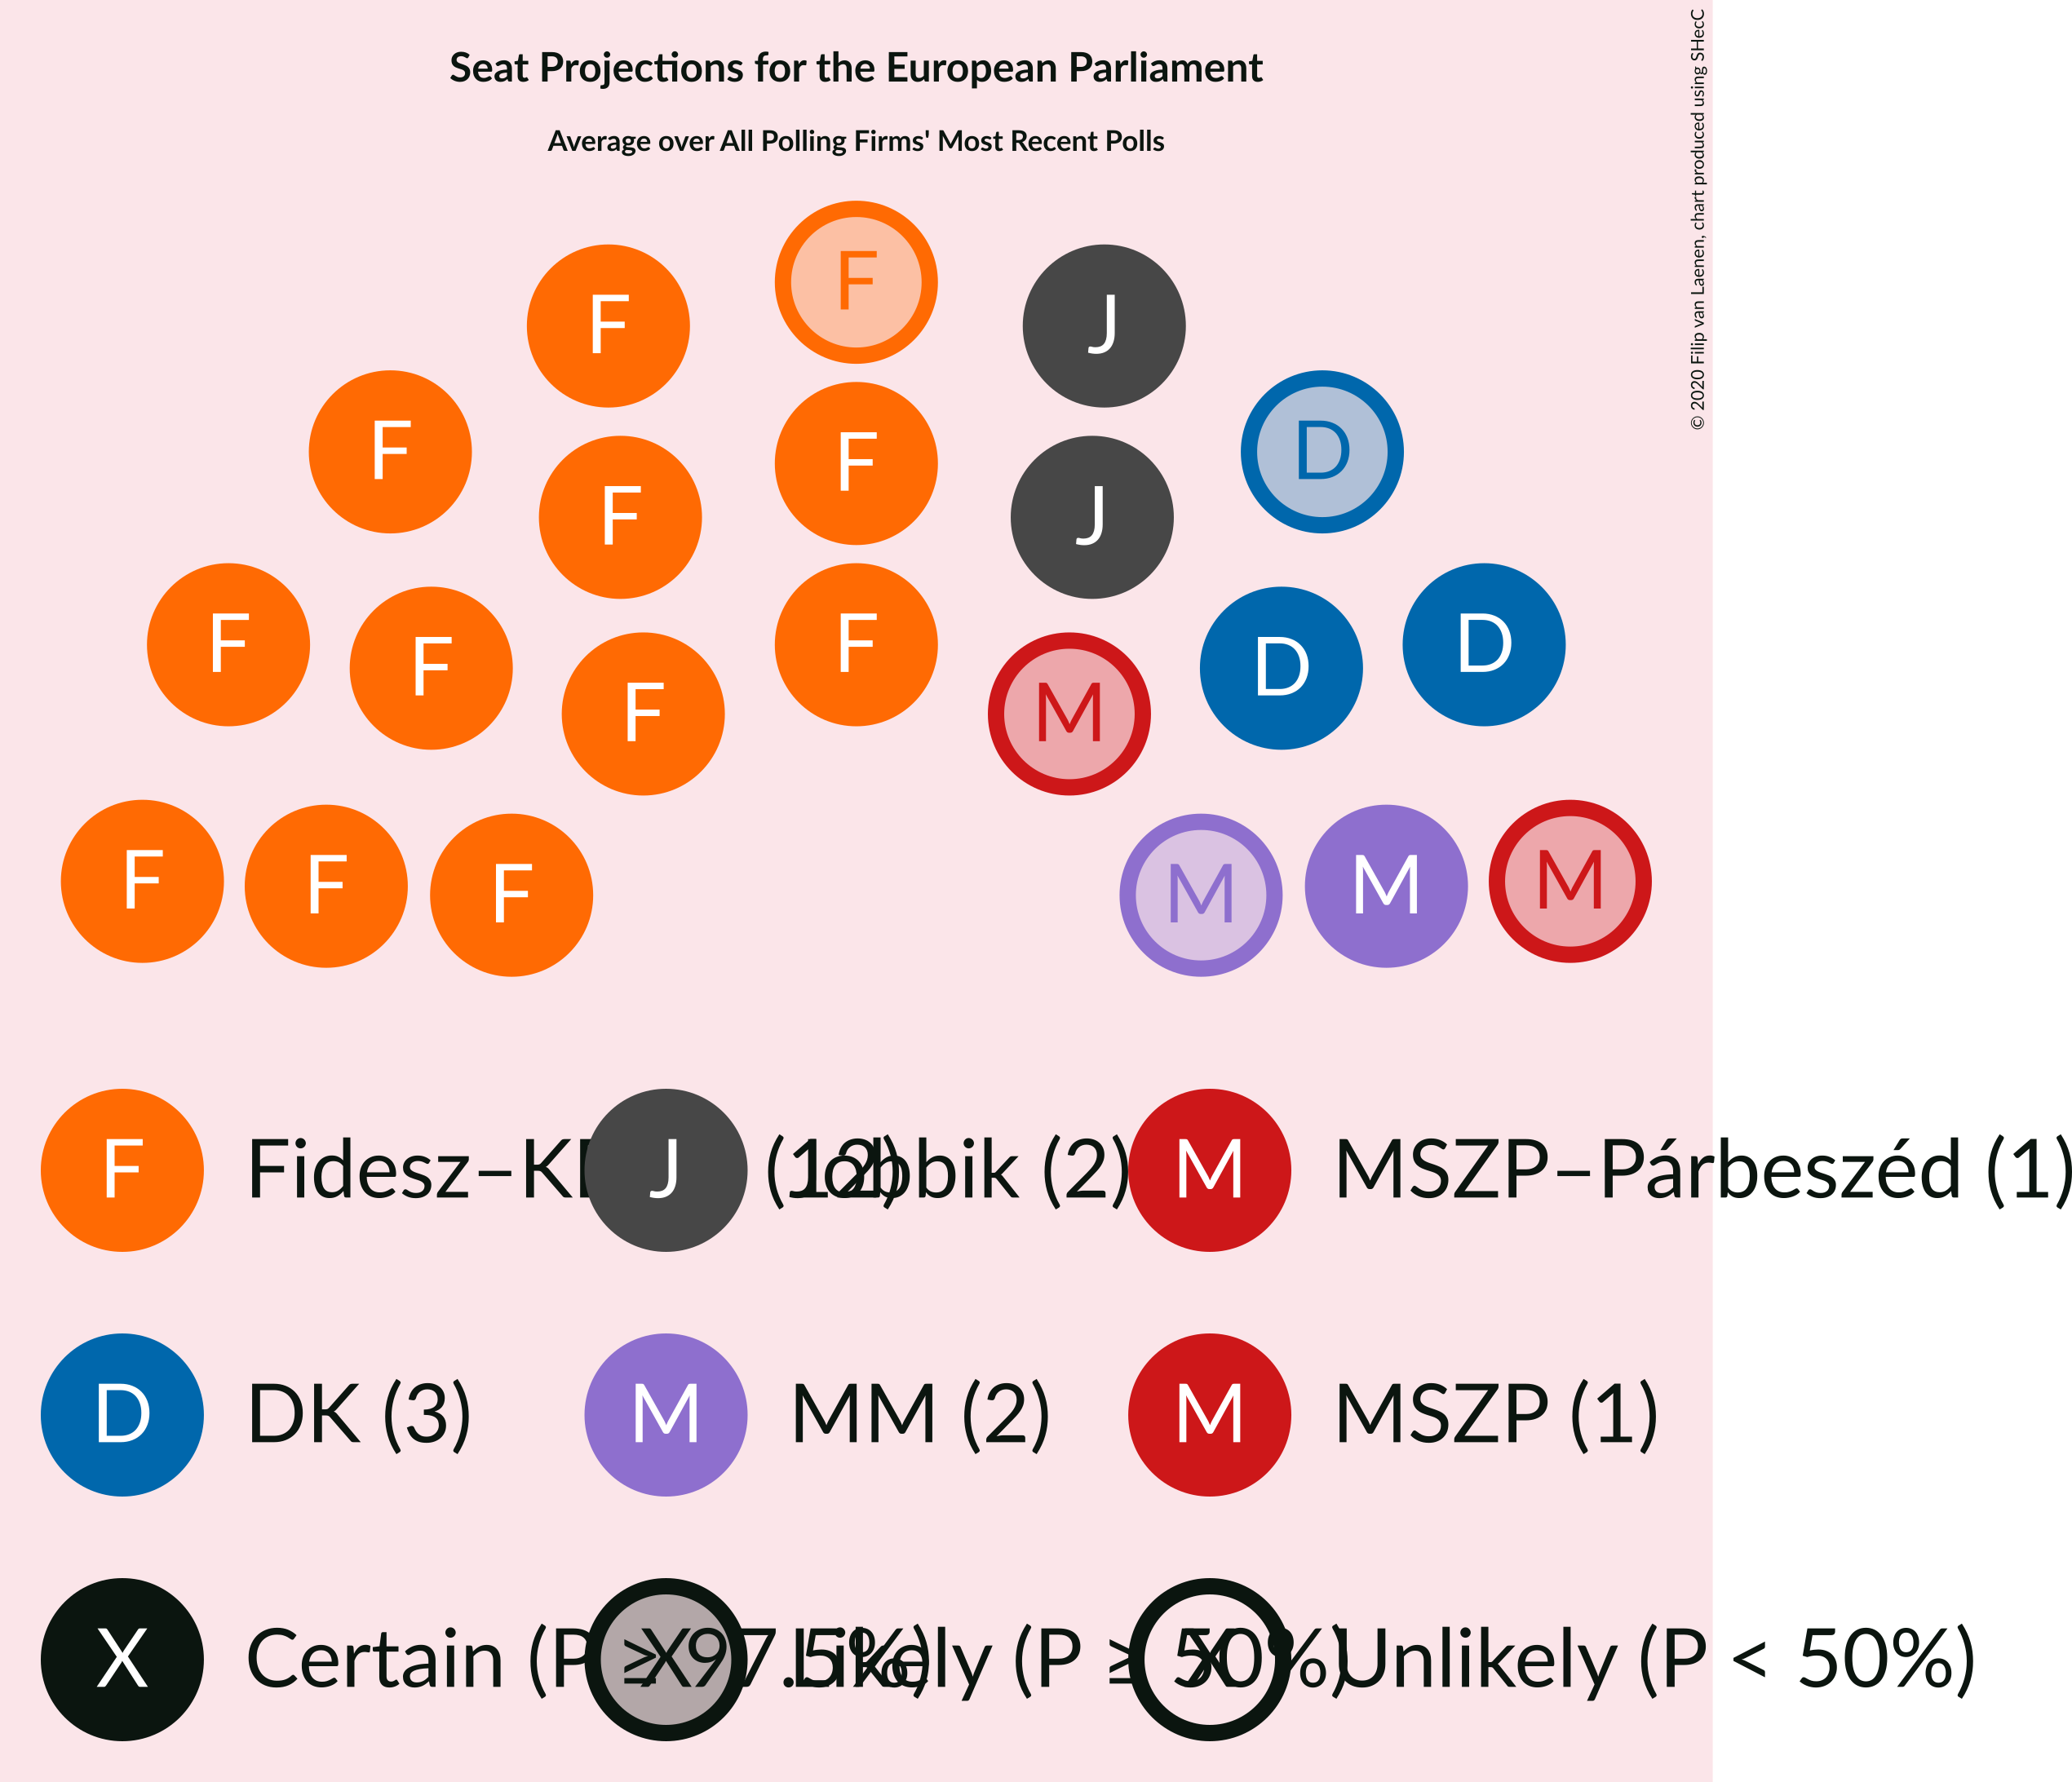 Seat Projections for the European Parliament
Average over All Polling Firms' Most Recent Polls
© 2020 Filip van Laenen, chart produced using SHecC
F
F J
F D
F J
F
F D
F D
F
F M
F M
F M
F M
F Fidesz–K (12) J Jobbik (2) M MSZP–Párbeszéd (1)
D DK (3) M MM (2) M MSZP (1)
X Certain (P ≥ 97.5%) X Likely (P ≥ 50% X Unlikely (P < 50%)